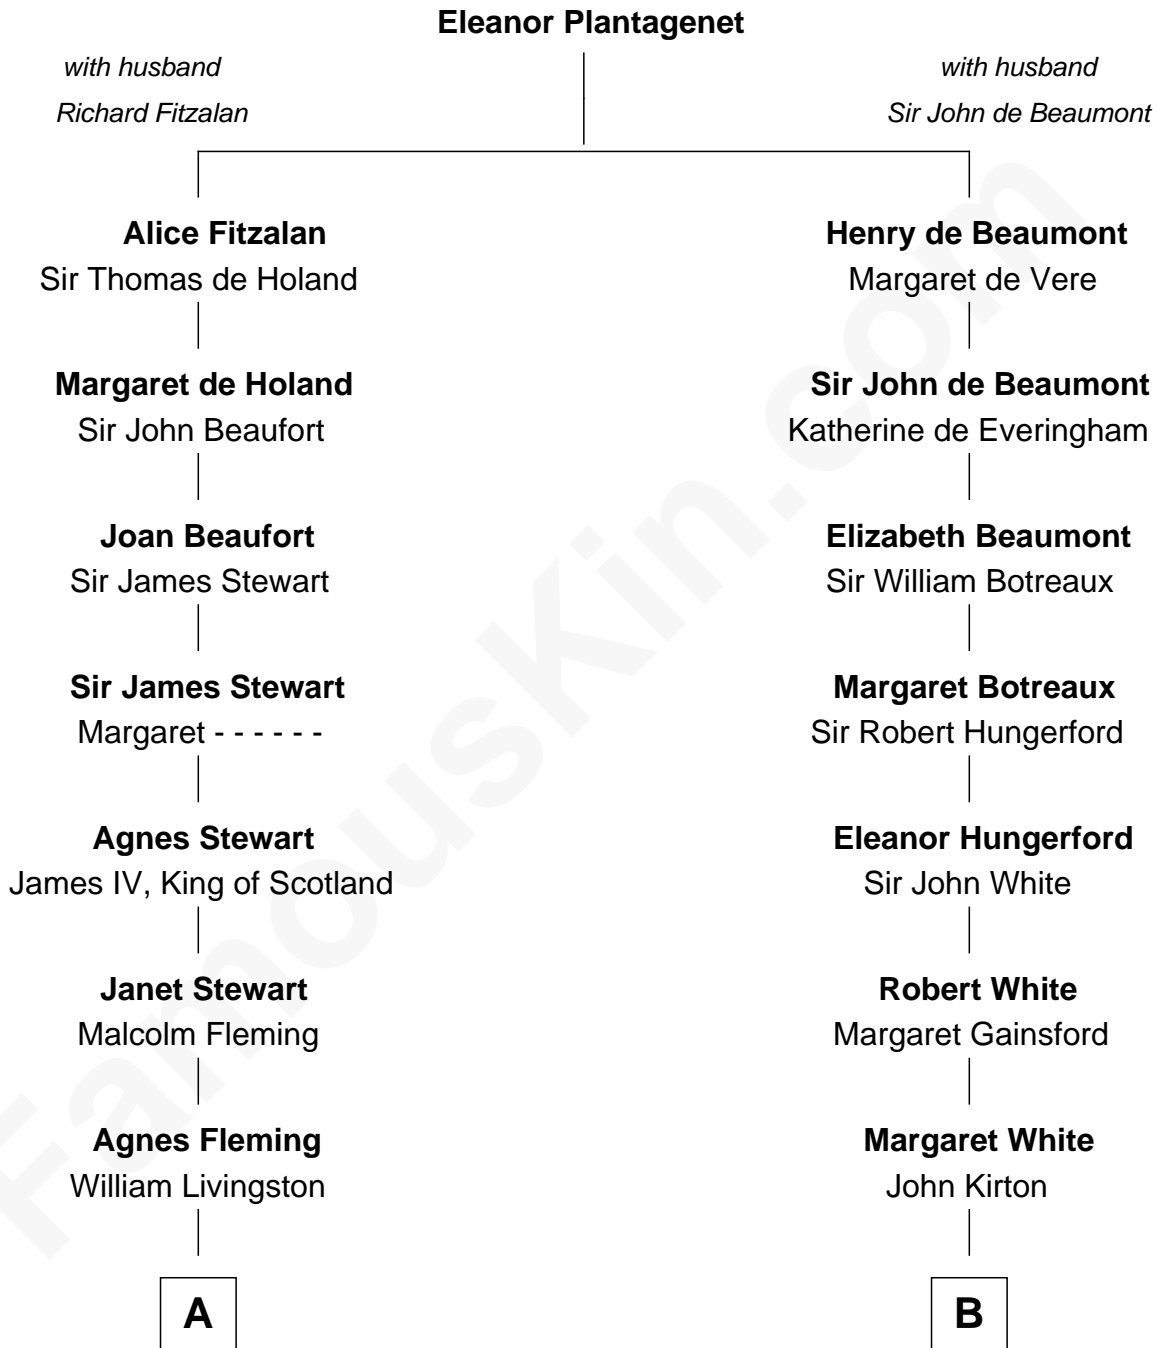 Eleanor Plantagenet
with husband
Richard Fitzalan
with husband
Sir John de Beaumont
Alice Fitzalan
Sir Thomas de Holand
Henry de Beaumont
Margaret de Vere
Margaret de Holand
Sir John Beaufort
Sir John de Beaumont
Katherine de Everingham
Joan Beaufort
Sir James Stewart
Elizabeth Beaumont
Sir William Botreaux
Sir James Stewart
Margaret - - - - - -
Margaret Botreaux
Sir Robert Hungerford
Agnes Stewart
James IV, King of Scotland
Eleanor Hungerford
Sir John White
Janet Stewart
Malcolm Fleming
Robert White
Margaret Gainsford
Agnes Fleming
William Livingston
Margaret White
John Kirton
A
B
FamousKin.com